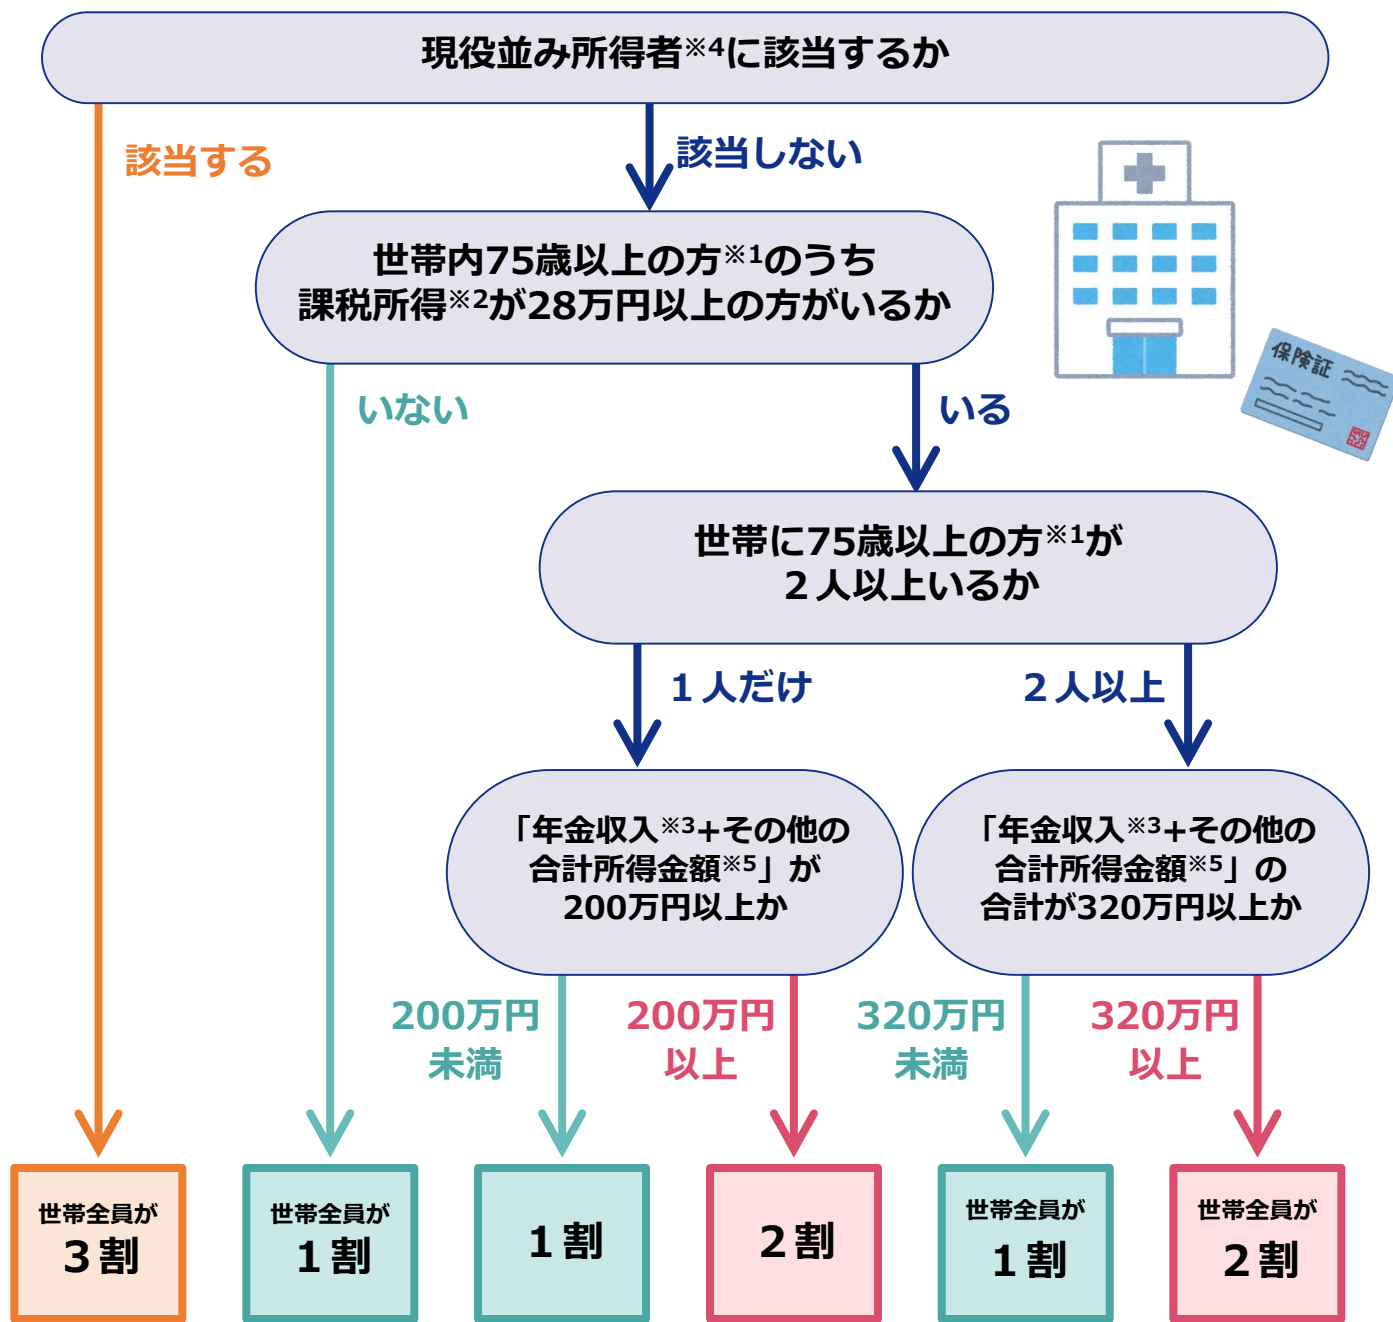 現役並み所得者※4に該当するか
該当する
該当しない
世帯内75歳以上の方※1のうち
課税所得※2が28万円以上の方がいるか
保険証
いない
いる
世帯に75歳以上の方※1が
２人以上いるか
１人だけ
２人以上
「年金収入※3+その他の
合計所得金額※5」が
200万円以上か
「年金収入※3+その他の
合計所得金額※5」の
合計が320万円以上か
200万円
未満
200万円
以上
320万円
未満
320万円
以上
世帯全員が
３割
世帯全員が
１割
１割
２割
世帯全員が
１割
世帯全員が
２割